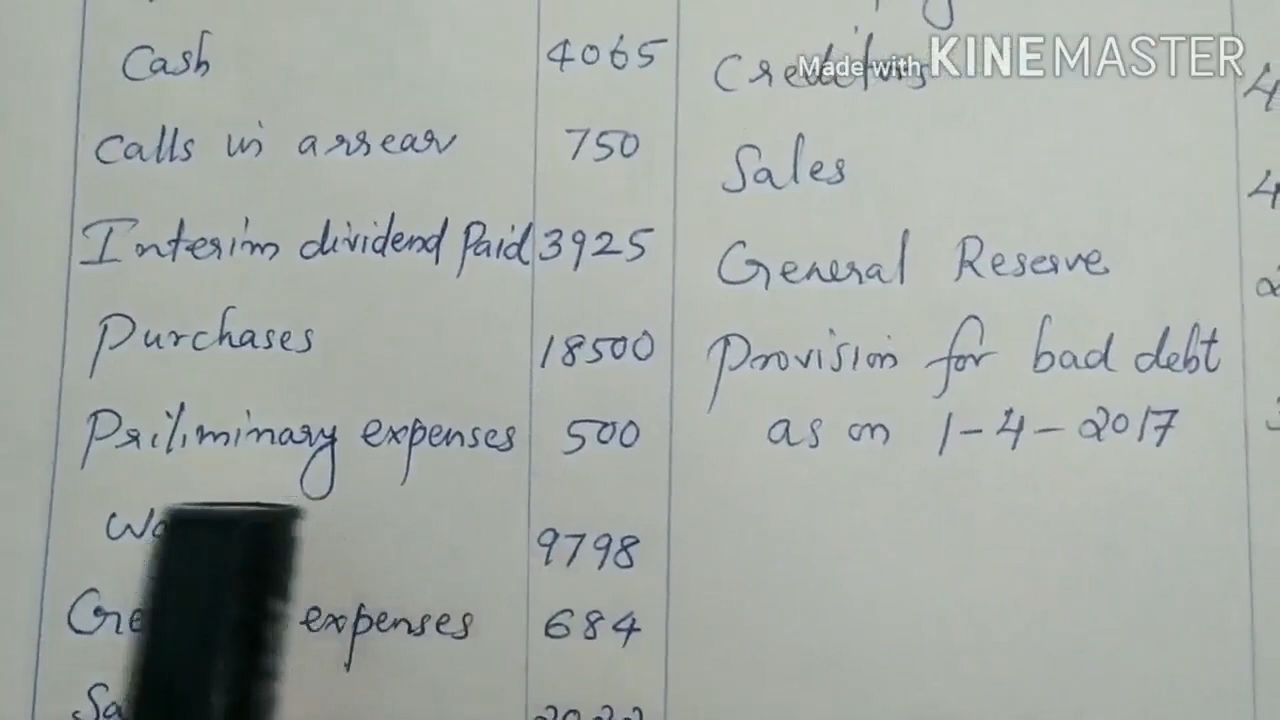 Cash 4065 Creditors
Made with KINEMASTER
Calls in arrear 750 Sales
Interim dividend Paid 3925 General Reserve
Purchases 18500 Provision for bad debt
as on 1-4-2017
Priliminary expenses 500
9798
expenses 684